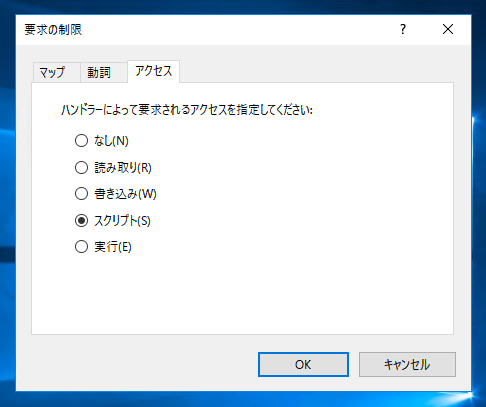 要求の制限
?
マップ 動詞 アクセス
ハンドラーによって要求されるアクセスを指定してください:
なし(N)
読み取り(R)
書き込み(W)
スクリプト(S)
実行(E)
OK キャンセル